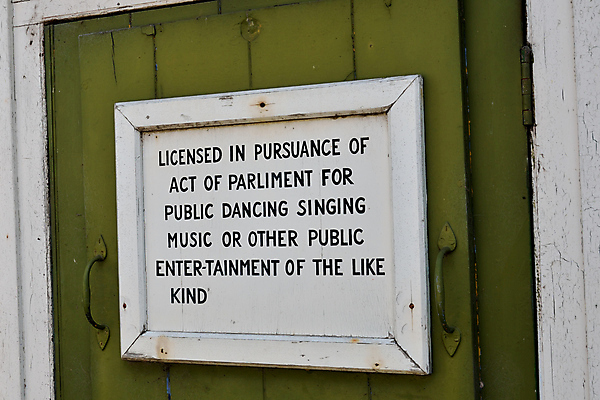 LICENSED IN PURSUANCE OF
ACT OF PARLIMENT FOR
PUBLIC DANCING SINGING
MUSIC OR OTHER PUBLIC
ENTER-TAINMENT OF THE LIKE
KIND